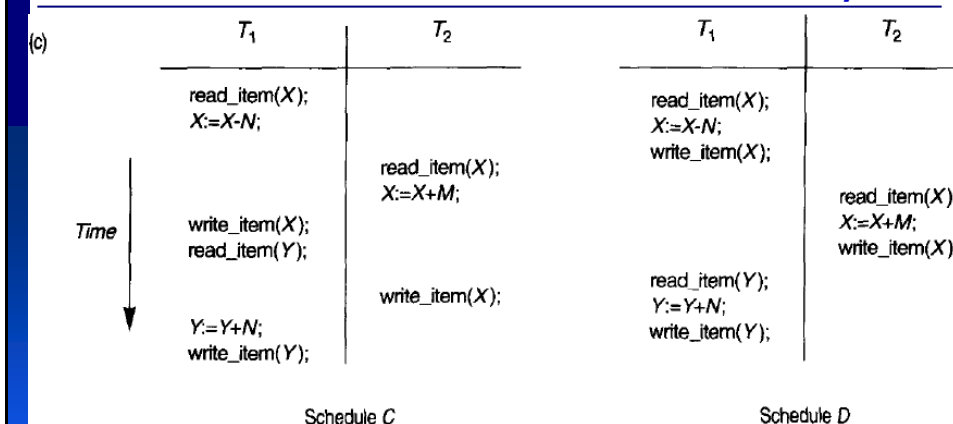 (c)
T₁ T₂
read_item(X);
X:=X-N;
read_item(X);
X:=X+M;
Time
write_item(X);
read_item(Y);
write_item(X);
Y:=Y+N;
write_item(Y);
Schedule C
T₁ T₂
read_item(X);
X:=X-N;
write_item(X);
read_item(X)
X:=X+M;
write_item(X)
read_item(Y);
Y:=Y+N;
write_item(Y);
Schedule D